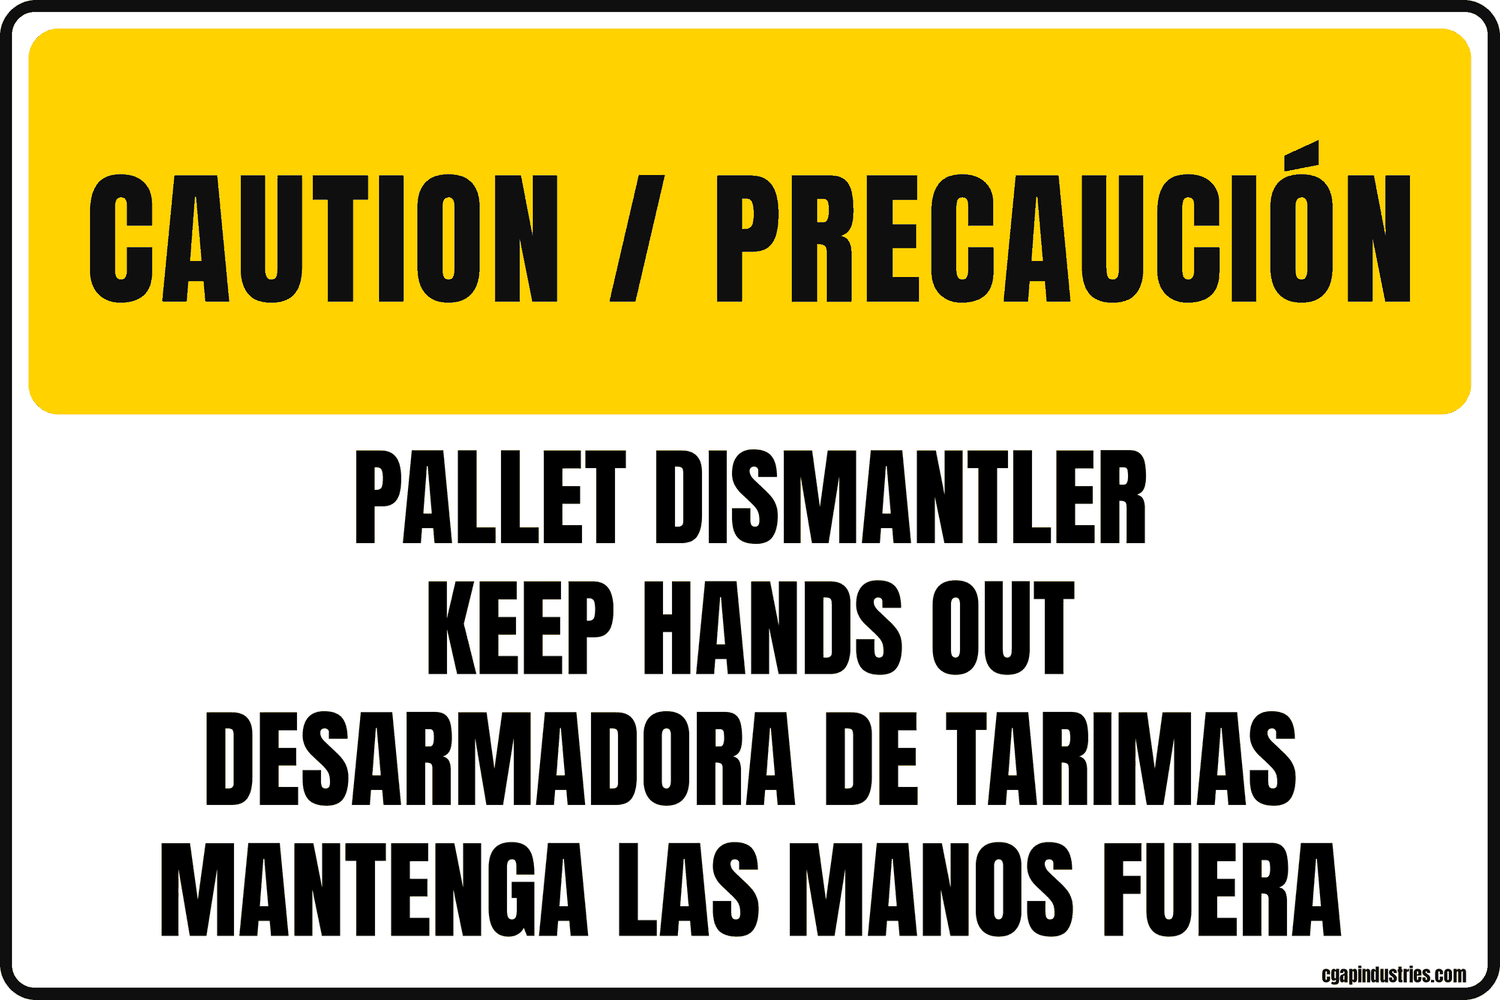 CAUTION / PRECAUCIÓN
PALLET DISMANTLER
KEEP HANDS OUT
DESARMADORA DE TARIMAS
MANTENGA LAS MANOS FUERA
cgapindustries.com